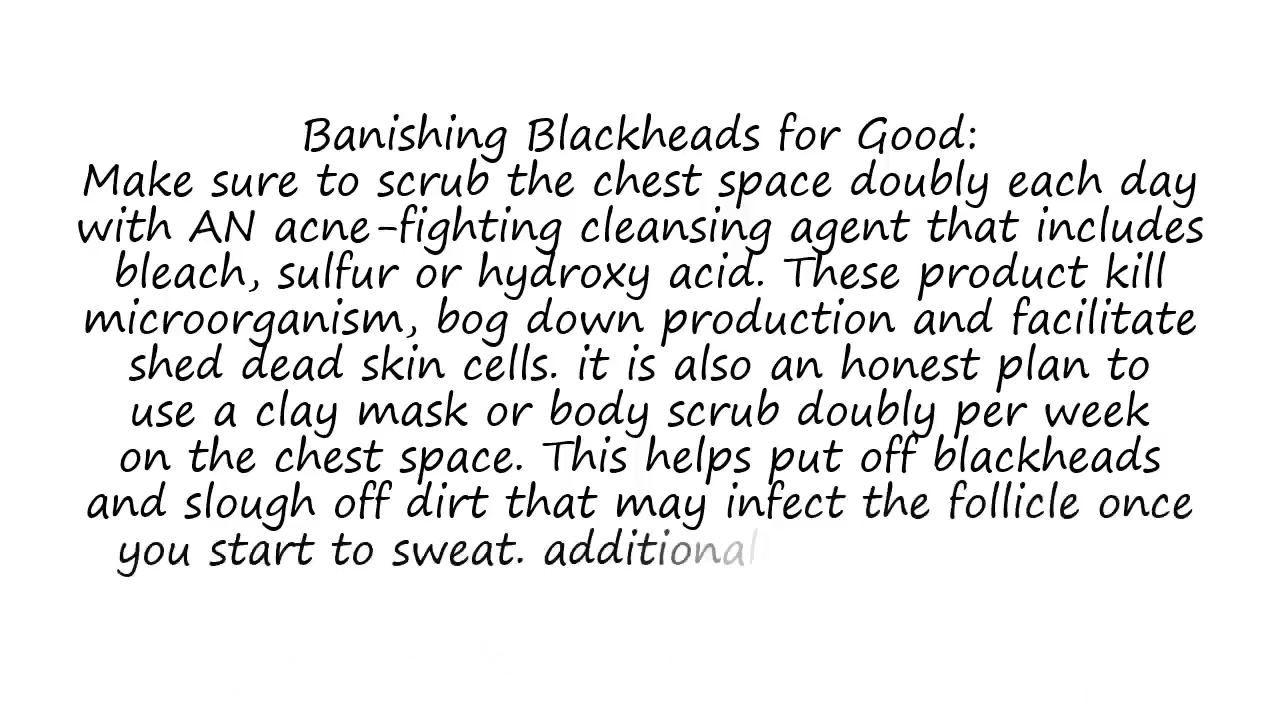 Banishing Blackheads for Good:
Make sure to scrub the chest space doubly each day
with AN acne-fighting cleansing agent that includes
bleach, sulfur or hydroxy acid. These product kill
microorganism, bog down production and facilitate
shed dead skin cells. it is also an honest plan to
use a clay mask or body scrub doubly per week
on the chest space. This helps put off blackheads
and slough off dirt that may infect the follicle once
you start to sweat. additional